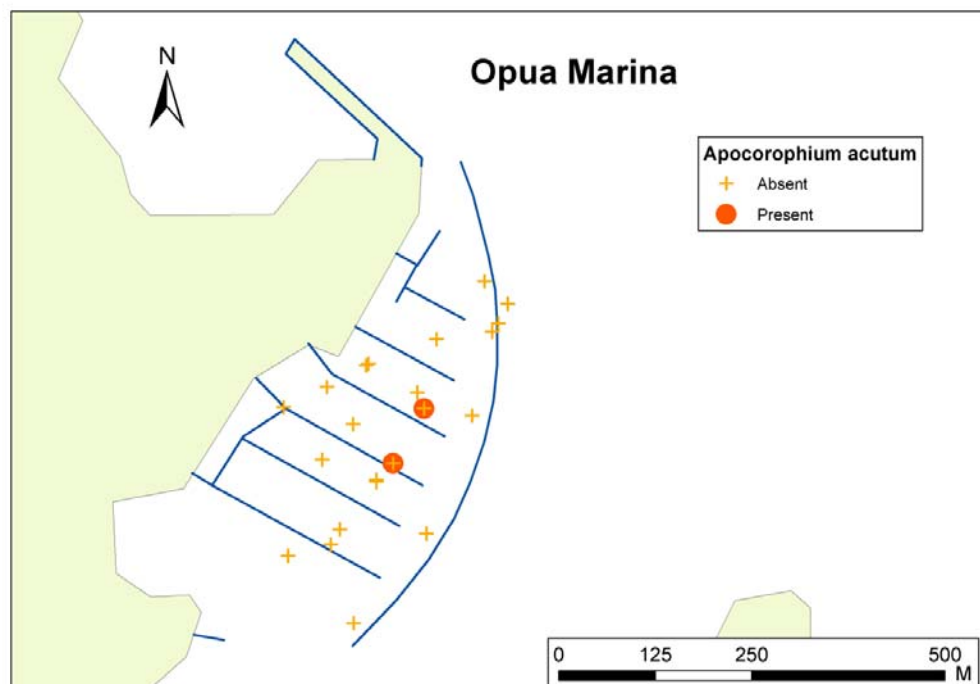 Opua Marina
N
Apocorophium acutum
Absent
Present
0 125 250 500
M